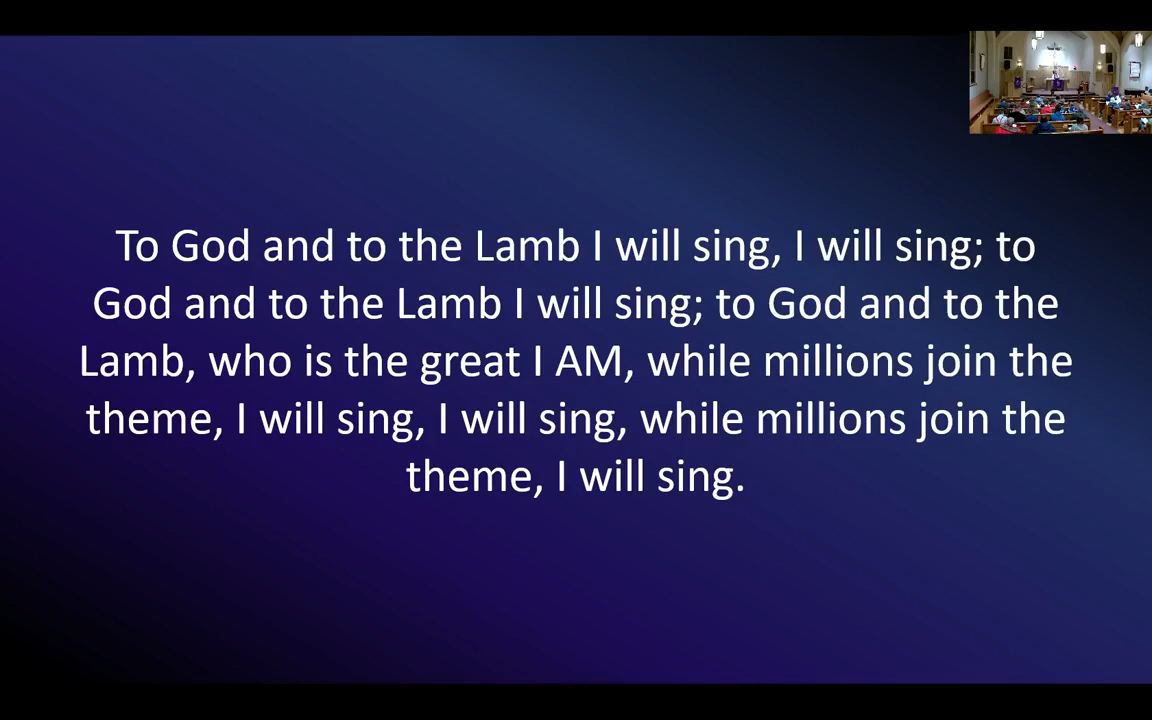 To God and to the Lamb I will sing, I will sing; to
God and to the Lamb I will sing; to God and to the
Lamb, who is the great I AM, while millions join the
theme, I will sing, I will sing, while millions join the
theme, I will sing.